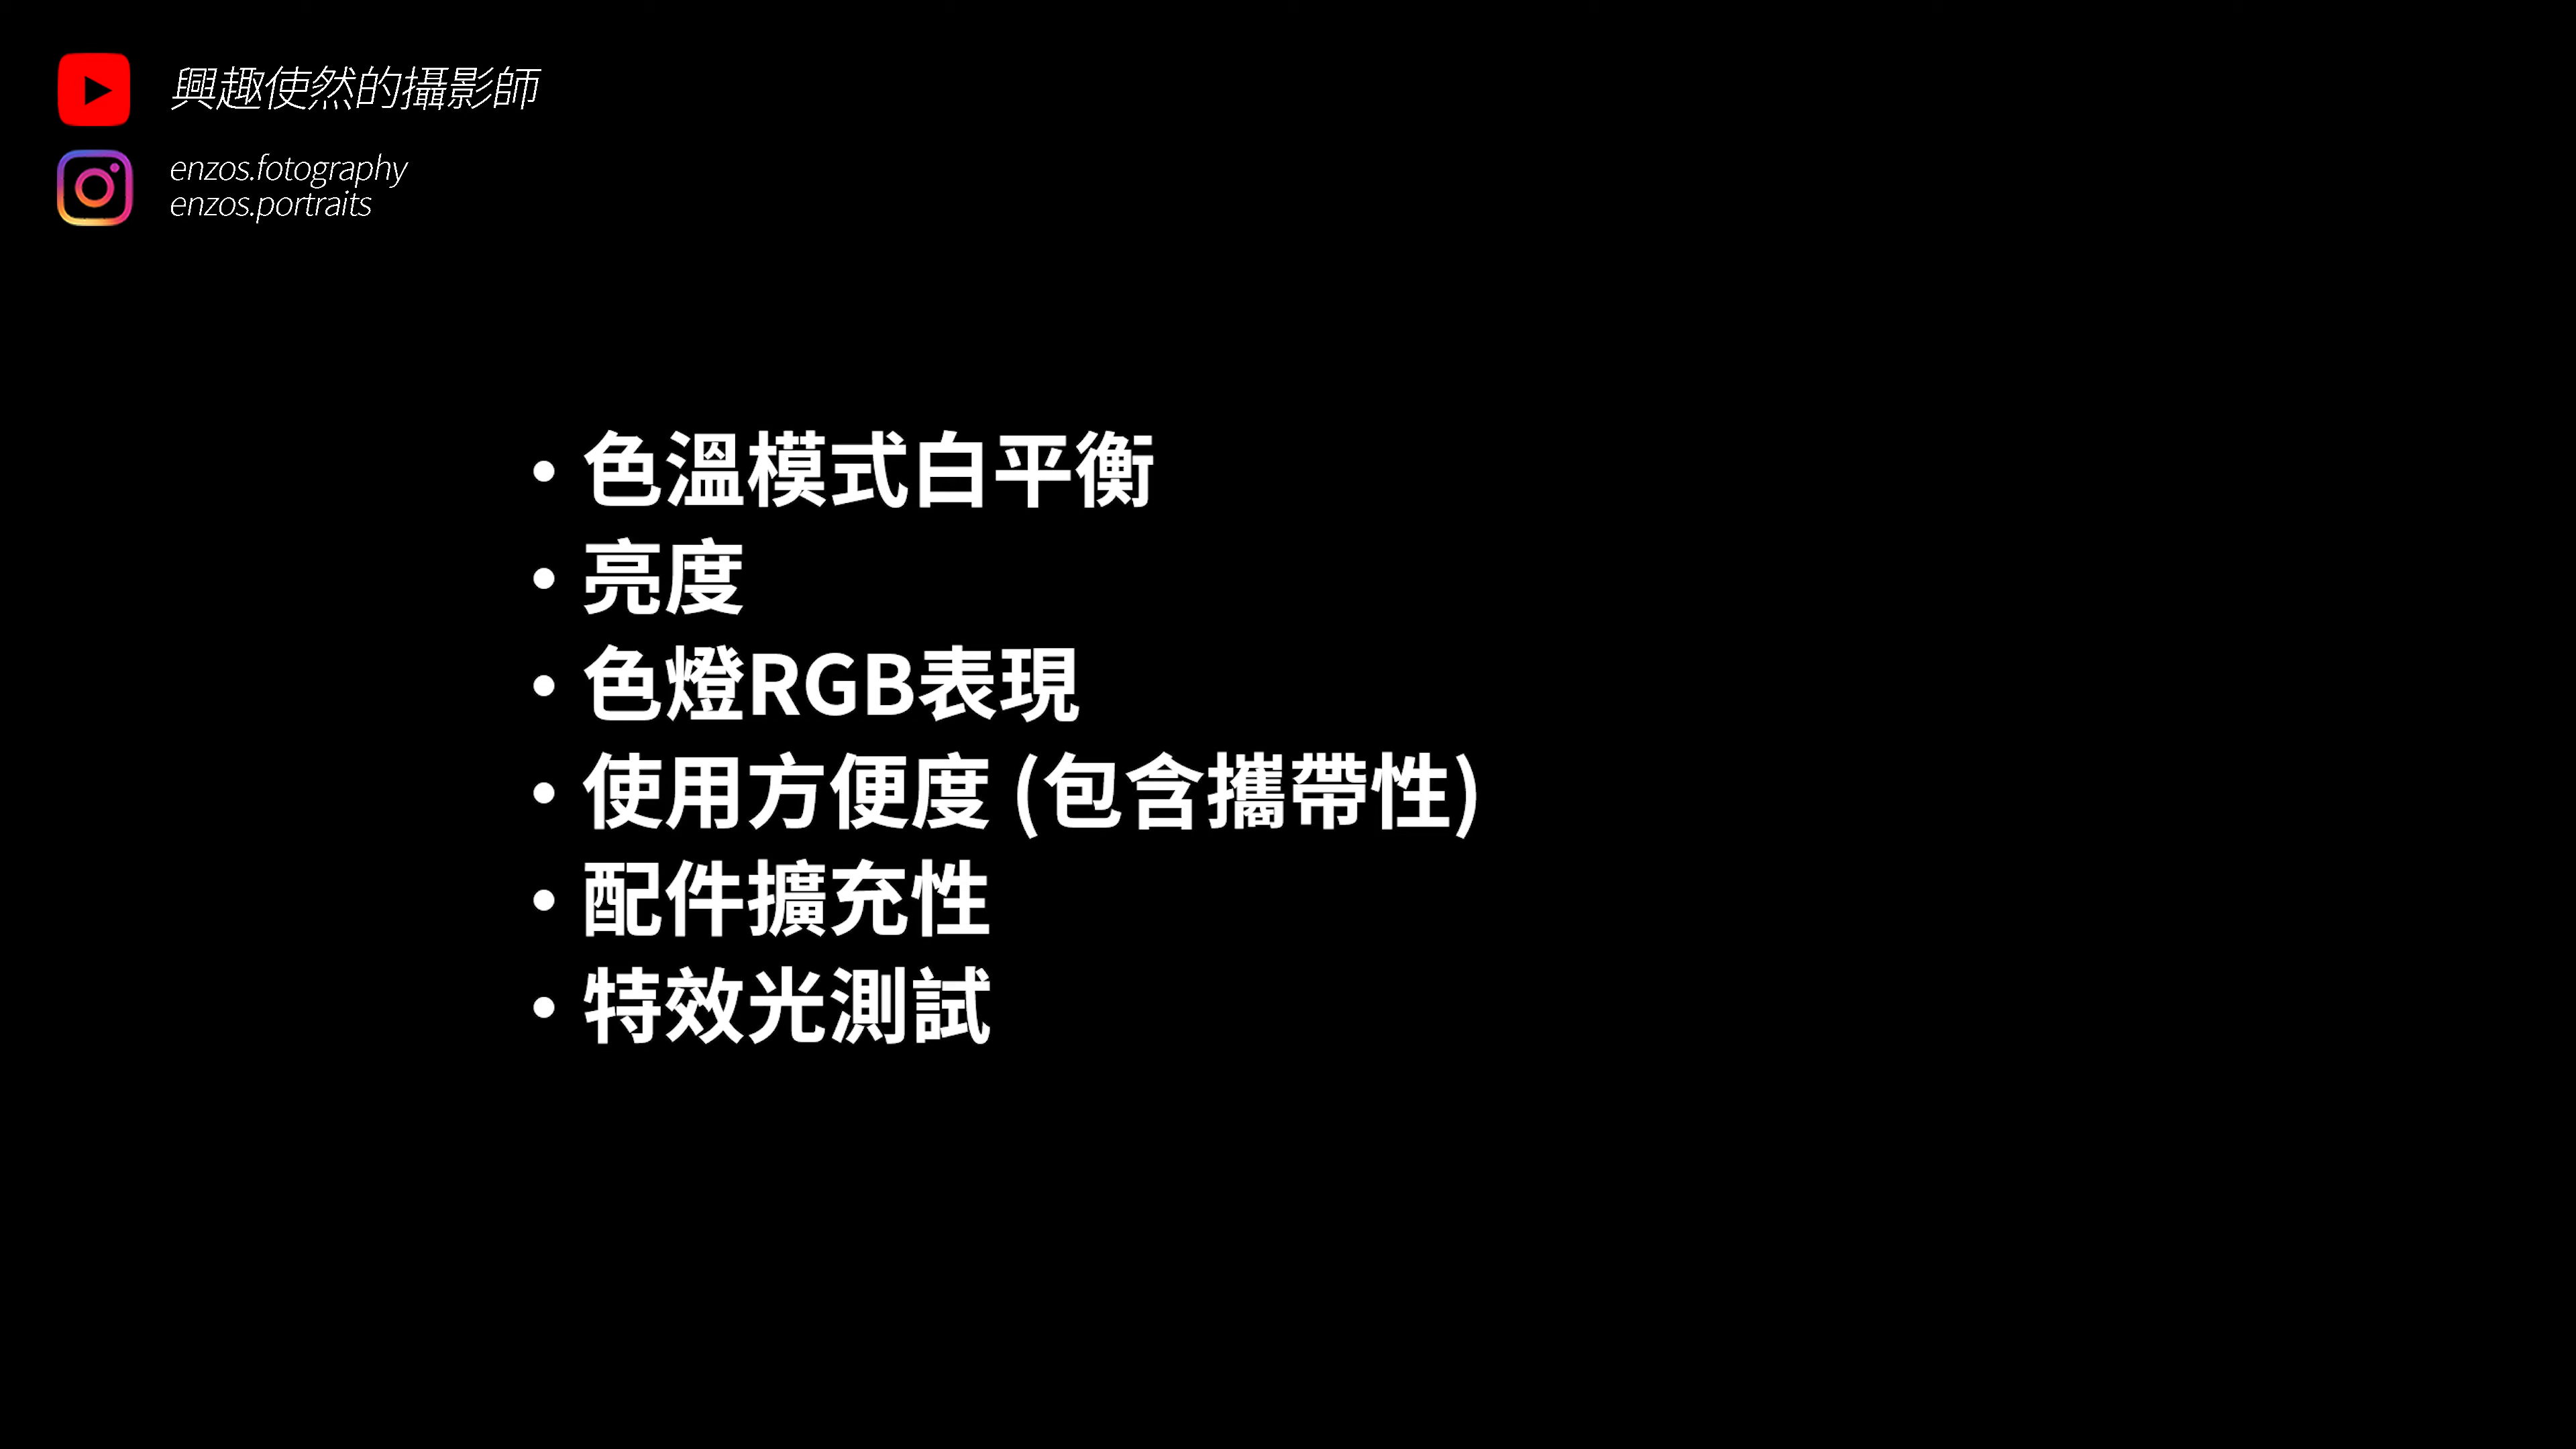 興趣使然的攝影師
enzos.fotography
enzos.portraits
• 色溫模式白平衡
• 亮度
• 色燈RGB表現
• 使用方便度 (包含攜帶性)
• 配件擴充性
• 特效光測試